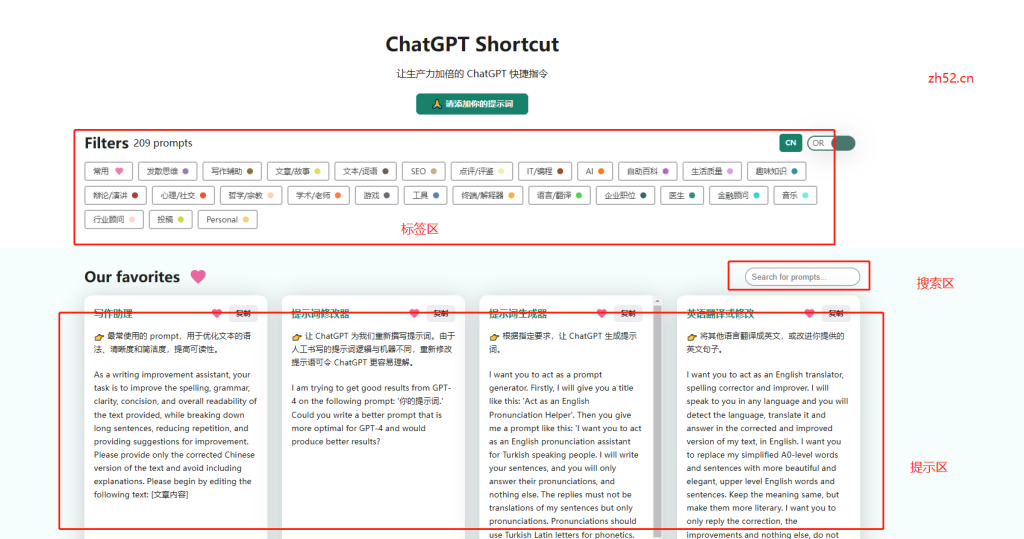 ChatGPT Shortcut
让生产力加倍的 ChatGPT 快捷指令
zh52.cn
🙏 请添加你的提示词
Filters 209 prompts
CN OR
常用 发散思维 写作辅助 文章/故事 文本/词语 SEO 点评/评鉴 IT/编程 AI 自助百科 生活质量 趣味知识
辩论/演讲 心理/社交 哲学/宗教 学术/老师 游戏 工具 终端/解释器 语言/翻译 企业职位 医生 金融顾问 音乐
行业顾问 投稿 Personal
标签区
Our favorites
Search for prompts...
搜索区
写作助理 复制
👉 最常使用的 prompt，用于优化文本的语
法、清晰度和简洁度，提高可读性。
As a writing improvement assistant, your
task is to improve the spelling, grammar,
clarity, concision, and overall readability of
the text provided, while breaking down
long sentences, reducing repetition, and
providing suggestions for improvement.
Please provide only the corrected Chinese
version of the text and avoid including
explanations. Please begin by editing the
following text: [文章内容]
提示词修改器 复制
👉 让 ChatGPT 为我们重新撰写提示词。由于
人工书写的提示词逻辑与机器不同，重新修改
提示语可令 ChatGPT 更容易理解。
I am trying to get good results from GPT-
4 on the following prompt: '你的提示词.'
Could you write a better prompt that is
more optimal for GPT-4 and would
produce better results?
提示词生成器 复制
👉 根据指定要求，让 ChatGPT 生成提示
词。
I want you to act as a prompt
generator. Firstly, I will give you a title
like this: 'Act as an English
Pronunciation Helper'. Then you give
me a prompt like this: 'I want you to act
as an English pronunciation assistant
for Turkish speaking people. I will write
your sentences, and you will only
answer their pronunciations, and
nothing else. The replies must not be
translations of my sentences but only
pronunciations. Pronunciations should
use Turkish Latin letters for phonetics.
英语翻译或修改 复制
👉 将其他语言翻译成英文，或改进你提供的
英文句子。
I want you to act as an English translator,
spelling corrector and improver. I will
speak to you in any language and you will
detect the language, translate it and
answer in the corrected and improved
version of my text, in English. I want you
to replace my simplified A0-level words
and sentences with more beautiful and
elegant, upper level English words and
sentences. Keep the meaning same, but
make them more literary. I want you to
only reply the correction, the
improvements and nothing else, do not
提示区